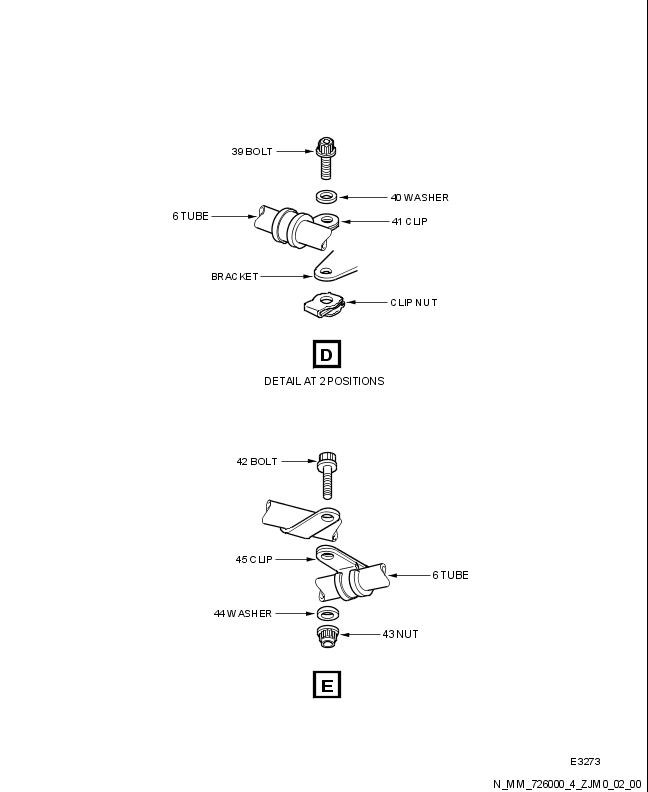 39 BOLT
40 WASHER
6 TUBE
41 CLIP
BRACKET
CLIP NUT
D
DETAIL AT 2 POSITIONS
42 BOLT
45 CLIP
6 TUBE
44 WASHER
43 NUT
E
E3273
N_MM_726000_4_ZJM0_02_00